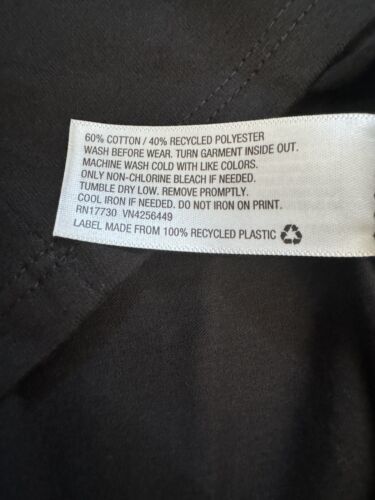 60% COTTON / 40% RECYCLED POLYESTER
WASH BEFORE WEAR. TURN GARMENT INSIDE OUT.
MACHINE WASH COLD WITH LIKE COLORS.
ONLY NON-CHLORINE BLEACH IF NEEDED.
TUMBLE DRY LOW. REMOVE PROMPTLY.
COOL IRON IF NEEDED. DO NOT IRON ON PRINT.
RN17730 VN4256449
LABEL MADE FROM 100% RECYCLED PLASTIC